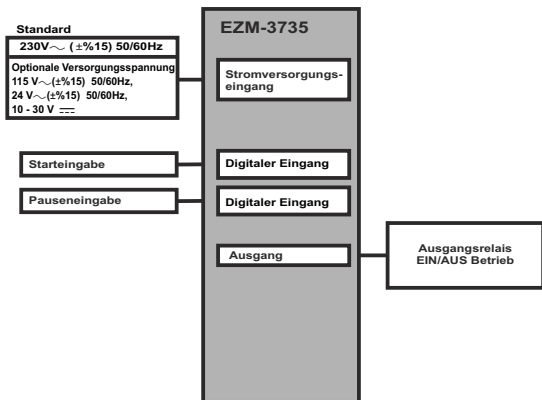 Standard
230V~ (±%15) 50/60Hz
Optionale Versorgungsspannung
115 V~(±%15) 50/60Hz,
24 V~(±%15) 50/60Hz,
10 - 30 V ⎓
EZM-3735
Stromversorgungs-
eingang
Starteingabe
Digitaler Eingang
Pauseneingabe
Digitaler Eingang
Ausgang
Ausgangsrelais
EIN/AUS Betrieb